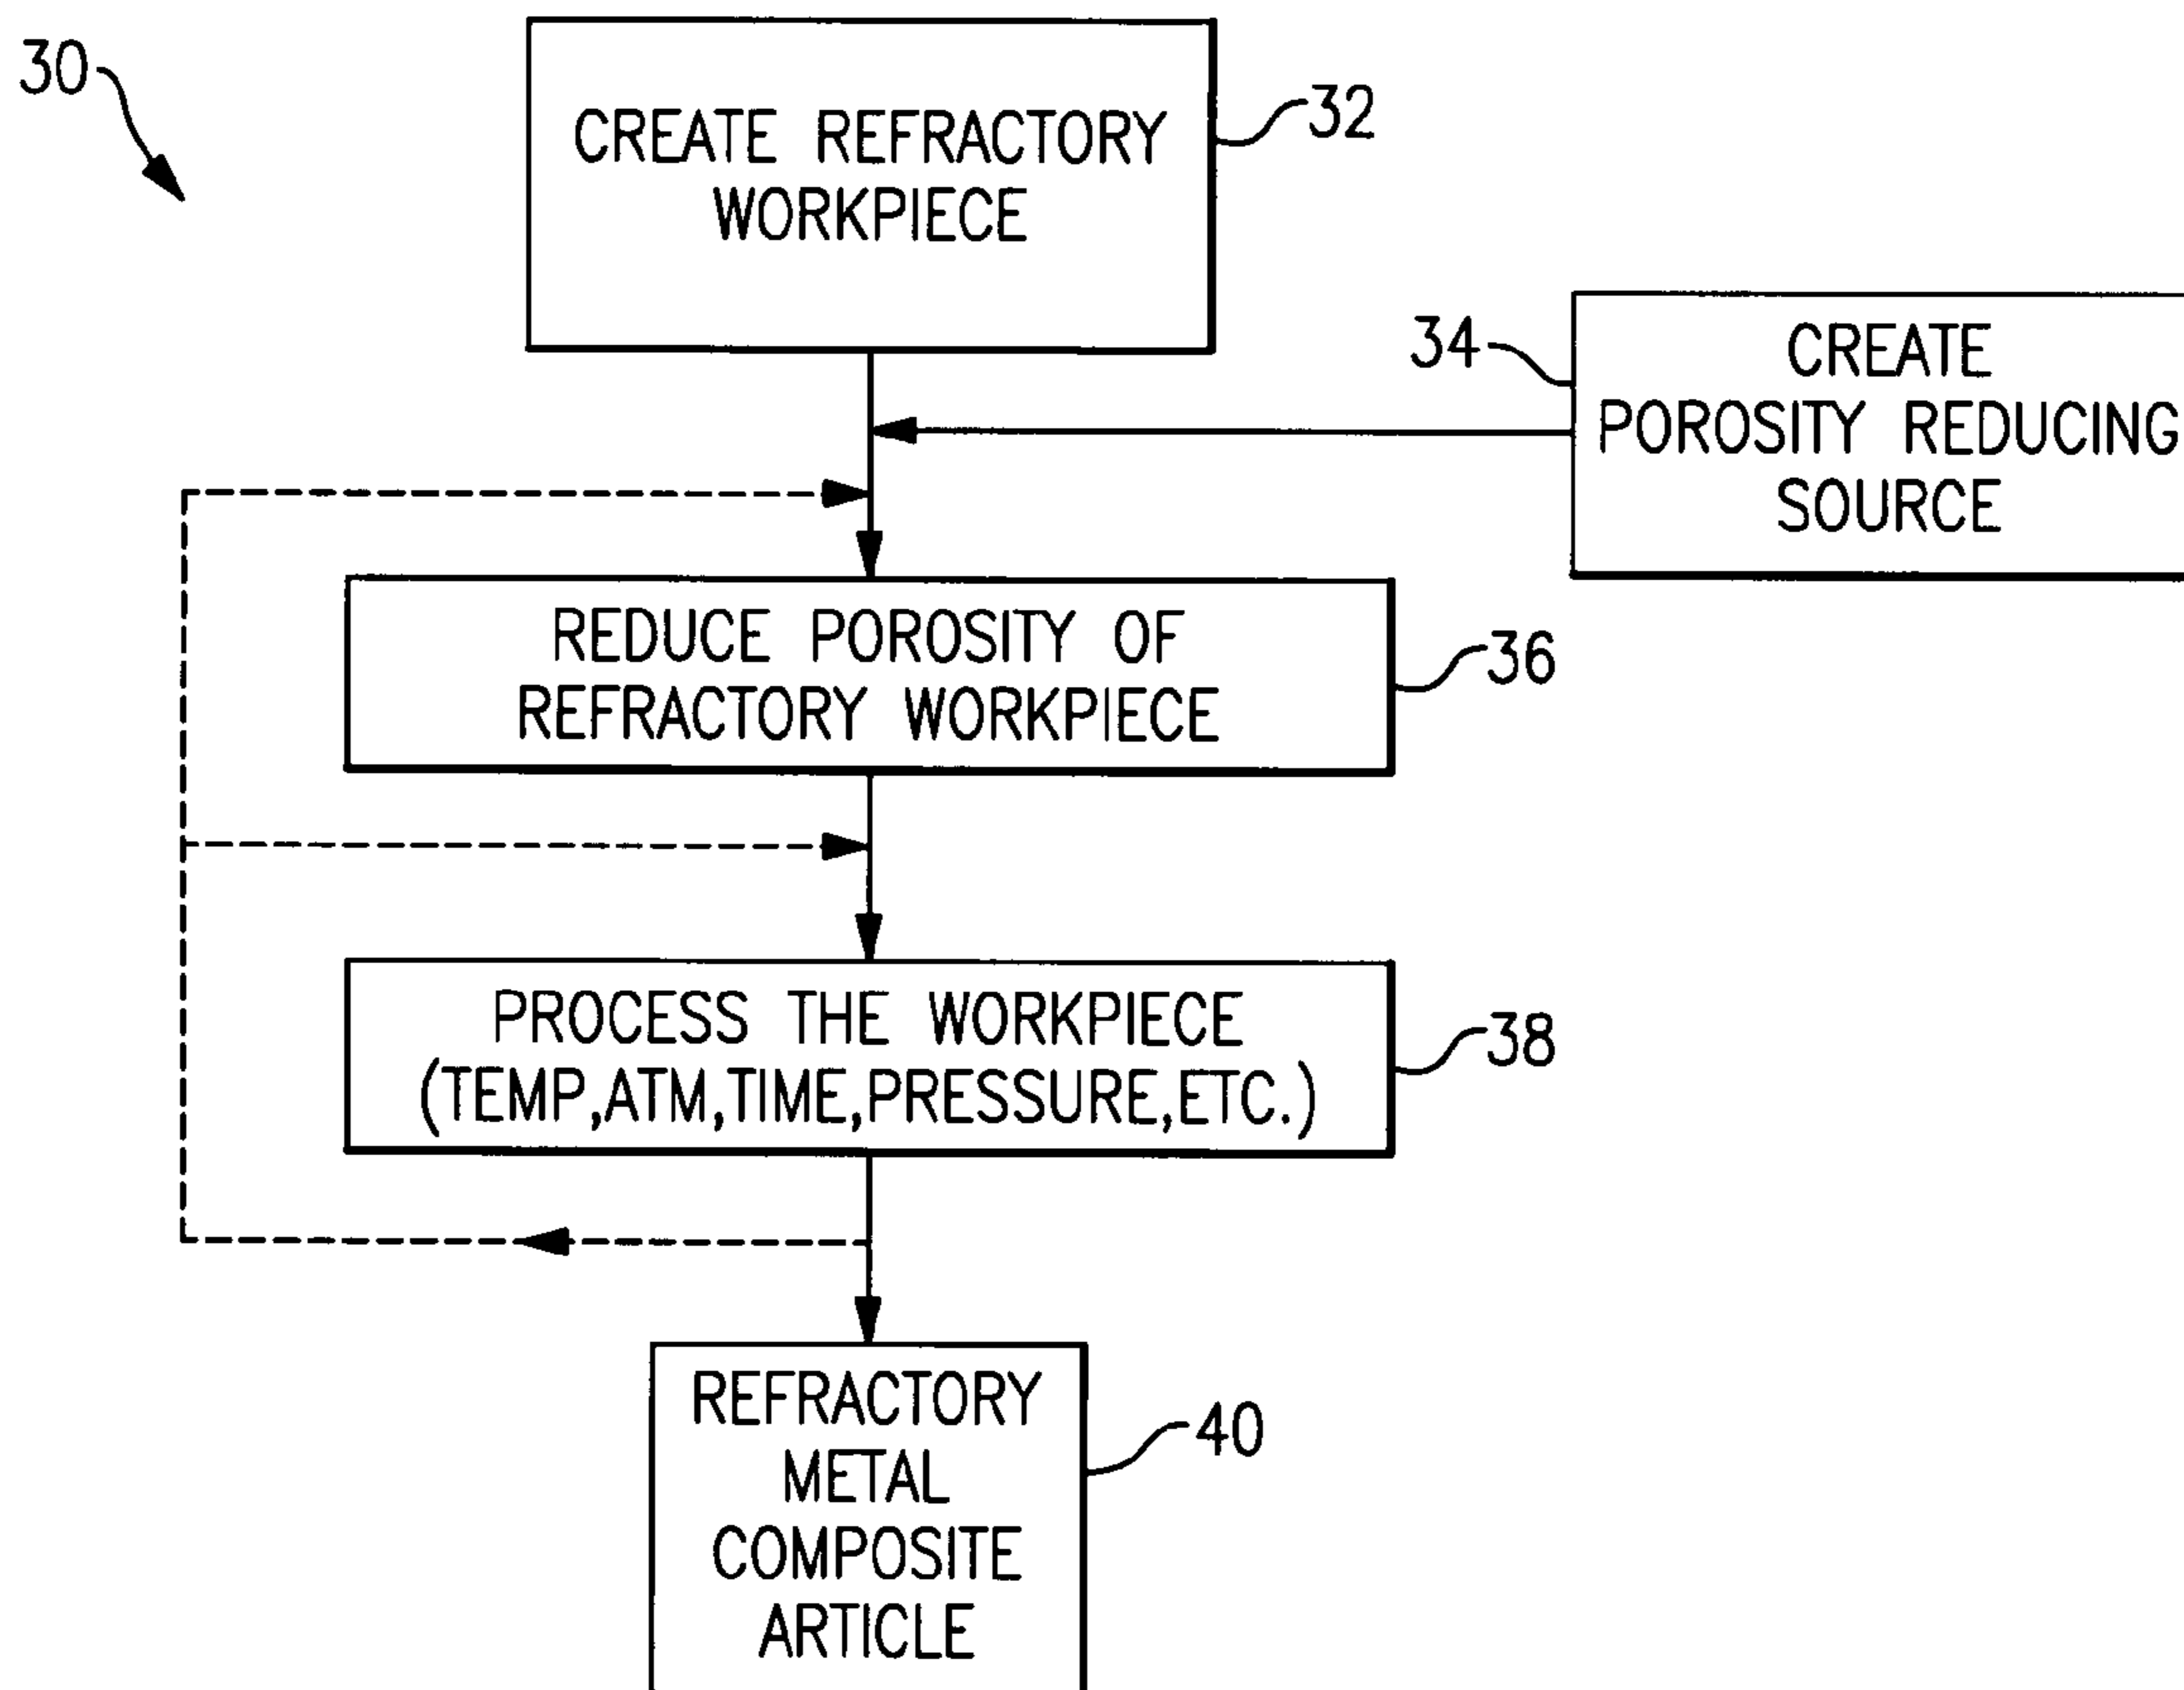 30
CREATE REFRACTORY
WORKPIECE
32
34
CREATE
POROSITY REDUCING
SOURCE
REDUCE POROSITY OF
REFRACTORY WORKPIECE
36
PROCESS THE WORKPIECE
(TEMP,ATM,TIME,PRESSURE,ETC.)
38
REFRACTORY
METAL
COMPOSITE
ARTICLE
40